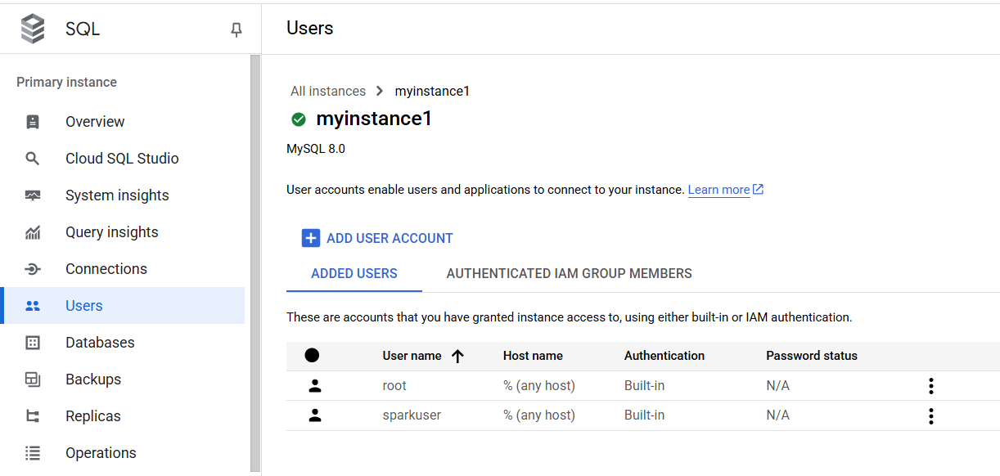 SQL
Users
Primary instance
Overview
Cloud SQL Studio
System insights
Query insights
Connections
Users
Databases
Backups
Replicas
Operations
All instances myinstance1
myinstance1
MySQL 8.0
User accounts enable users and applications to connect to your instance. Learn more
ADD USER ACCOUNT
ADDED USERS AUTHENTICATED IAM GROUP MEMBERS
These are accounts that you have granted instance access to, using either built-in or IAM authentication.
User name Host name Authentication Password status
root % (any host) Built-in N/A
sparkuser % (any host) Built-in N/A